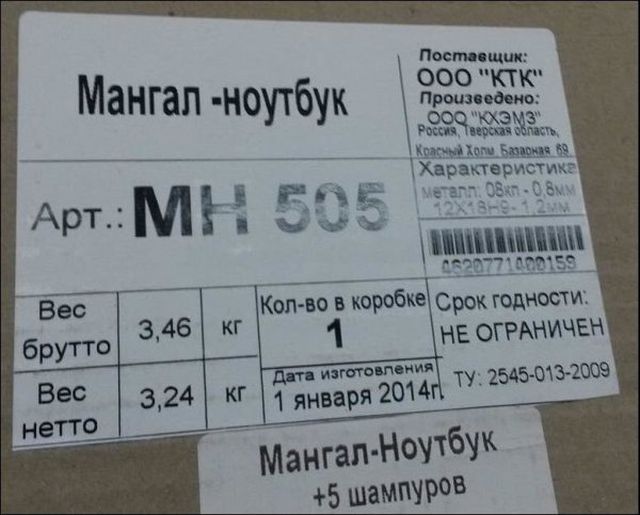 Мангал -ноутбук
Поставщик:
ООО "КТК"
Произведено:
ООО "КХЭМЗ"
Россия, Тверская область,
Красный Холм, Базарная 69
Арт.: МН 505
Характеристика
металл: 08кп - 0,8мм
12Х18Н9- 1,2мм
4620771400159
Вес брутто
3,46
кг
Кол-во в коробке
1
Срок годности:
НЕ ОГРАНИЧЕН
Вес нетто
3,24
кг
Дата изготовления
1 января 2014г.
ТУ: 2545-013-2009
Мангал-Ноутбук
+5 шампуров